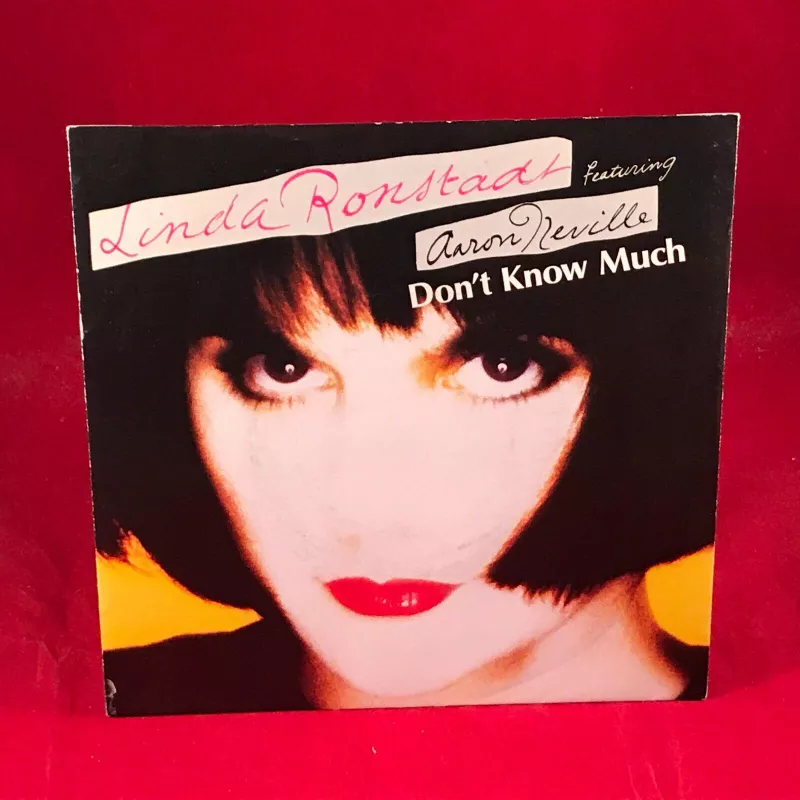 Linda Ronstadt featuring
Aaron Neville
Don't Know Much